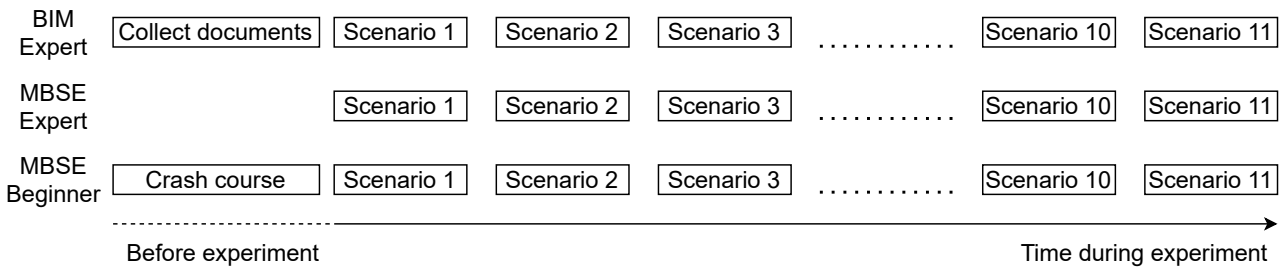 BIM
Expert
Collect documents Scenario 1 Scenario 2 Scenario 3 ............ Scenario 10 Scenario 11
MBSE
Expert
Scenario 1 Scenario 2 Scenario 3 ............ Scenario 10 Scenario 11
MBSE
Beginner
Crash course Scenario 1 Scenario 2 Scenario 3 ............ Scenario 10 Scenario 11
Before experiment Time during experiment